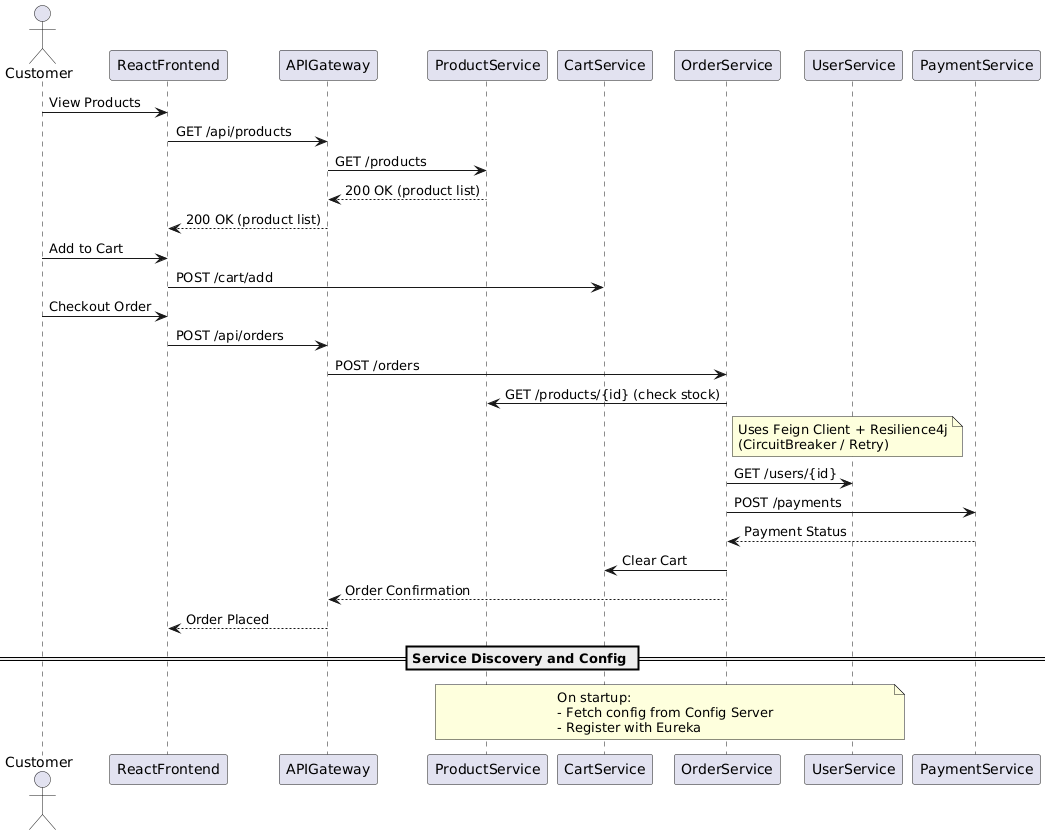 Customer
ReactFrontend
APIGateway
ProductService
CartService
OrderService
UserService
PaymentService
View Products
GET /api/products
GET /products
200 OK (product list)
200 OK (product list)
Add to Cart
POST /cart/add
Checkout Order
POST /api/orders
POST /orders
GET /products/{id} (check stock)
Uses Feign Client + Resilience4j
(CircuitBreaker / Retry)
GET /users/{id}
POST /payments
Payment Status
Clear Cart
Order Confirmation
Order Placed
Service Discovery and Config
On startup:
- Fetch config from Config Server
- Register with Eureka
Customer
ReactFrontend
APIGateway
ProductService
CartService
OrderService
UserService
PaymentService